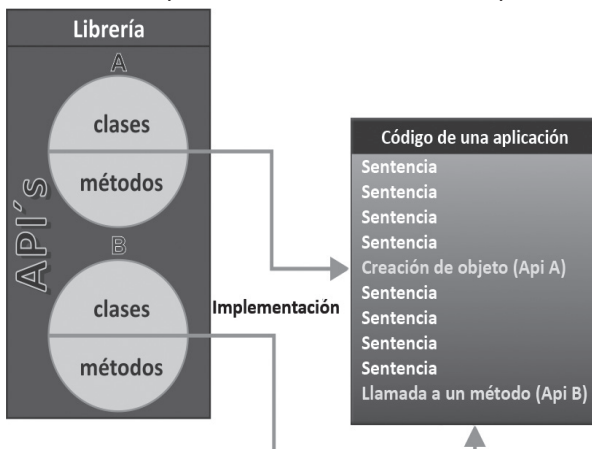 Librería
A
clases
métodos
API´s
B
clases
métodos
Implementación
Código de una aplicación
Sentencia
Sentencia
Sentencia
Sentencia
Creación de objeto (Api A)
Sentencia
Sentencia
Sentencia
Sentencia
Llamada a un método (Api B)